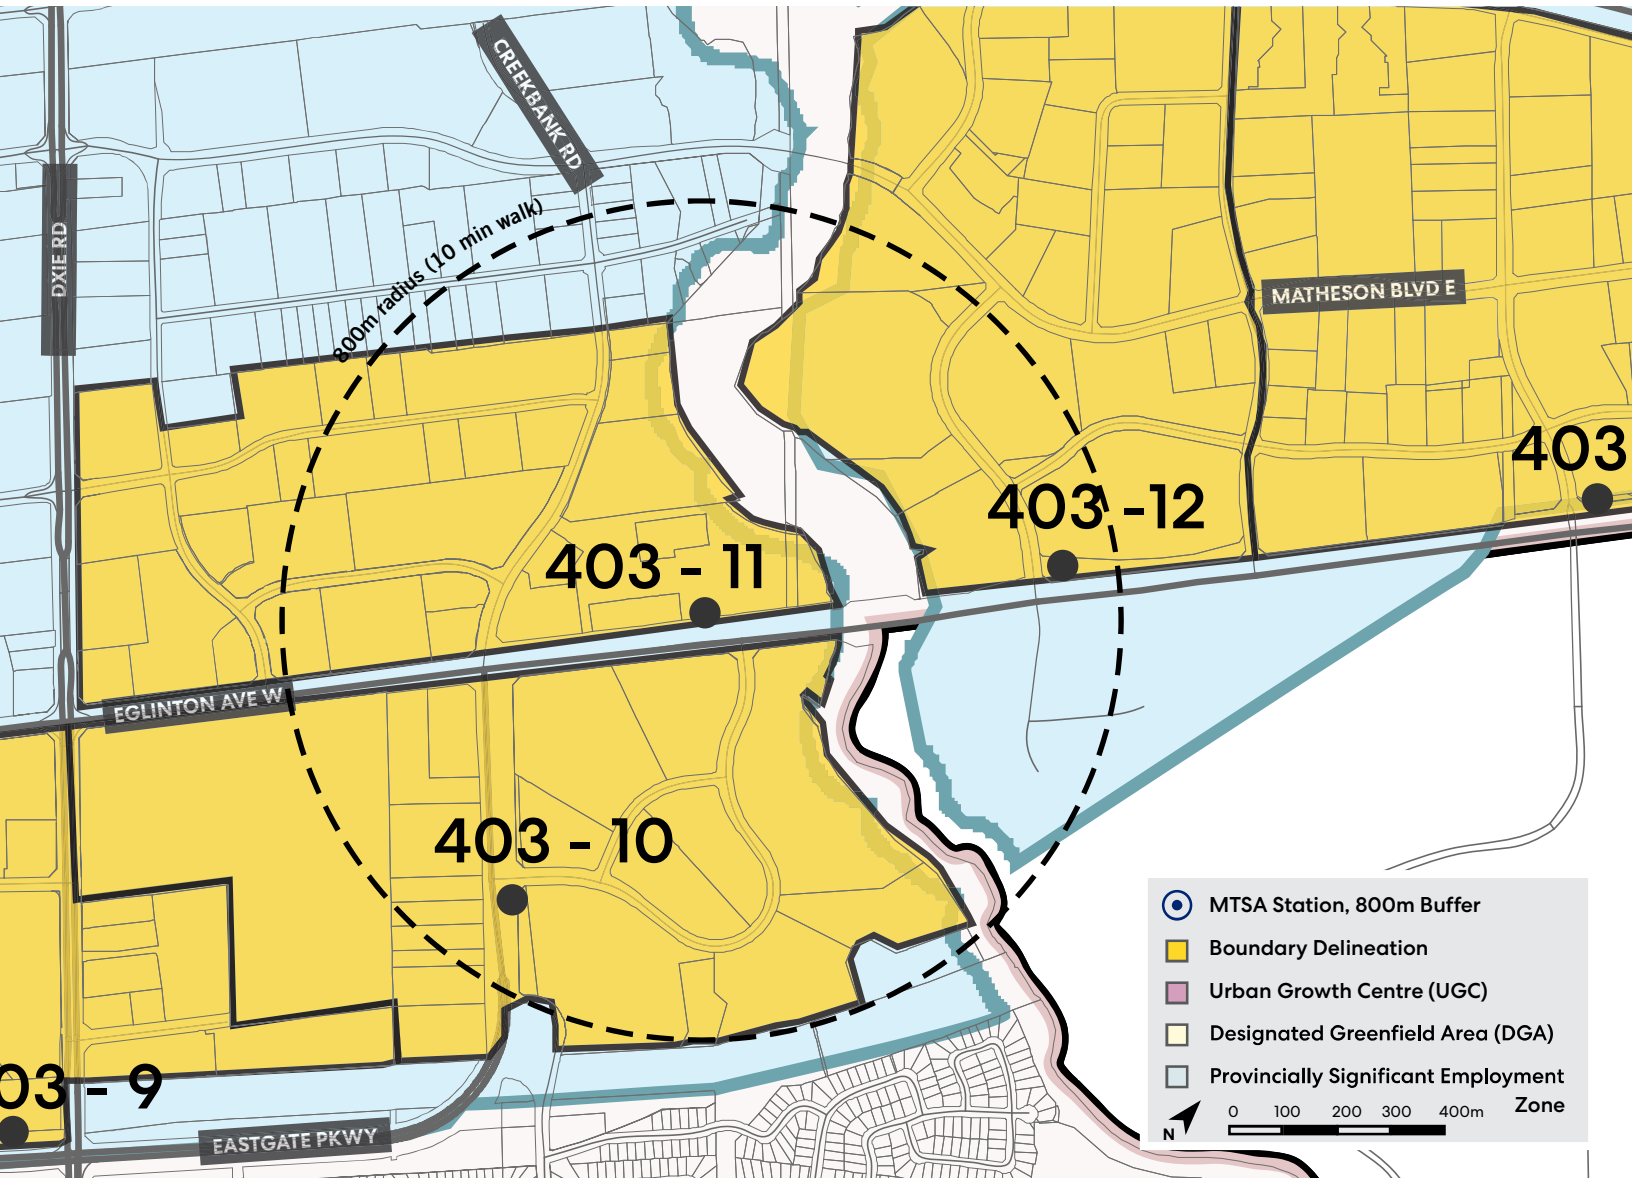 CREEKBANK RD
DXIE RD
800m radius (10 min walk)
MATHESON BLVD E
403
403 -12
403 - 11
EGLINTON AVE W
403 - 10
03 - 9
EASTGATE PKWY
MTSA Station, 800m Buffer
Boundary Delineation
Urban Growth Centre (UGC)
Designated Greenfield Area (DGA)
Provincially Significant Employment
Zone
N
0 100 200 300 400m